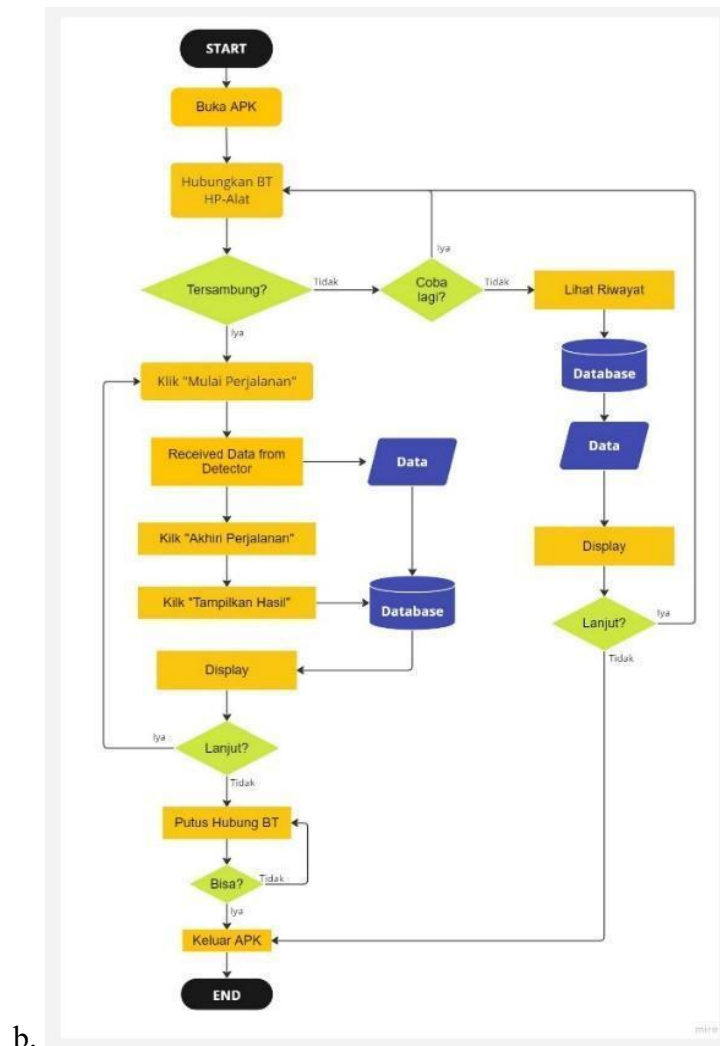 START
Buka APK
Hubungkan BT
HP-Alat
Iya
Tersambung?
Tidak
Coba
lagi?
Tidak
Lihat Riwayat
Iya
Database
Klik "Mulai Perjalanan"
Received Data from
Detector
Data
Data
Kilk "Akhiri Perjalanan"
Display
Kilk "Tampilkan Hasil"
Database
Lanjut?
Iya
Tidak
Display
Iya
Lanjut?
Tidak
Putus Hubung BT
Bisa?
Tidak
Iya
Keluar APK
END
miro
b.